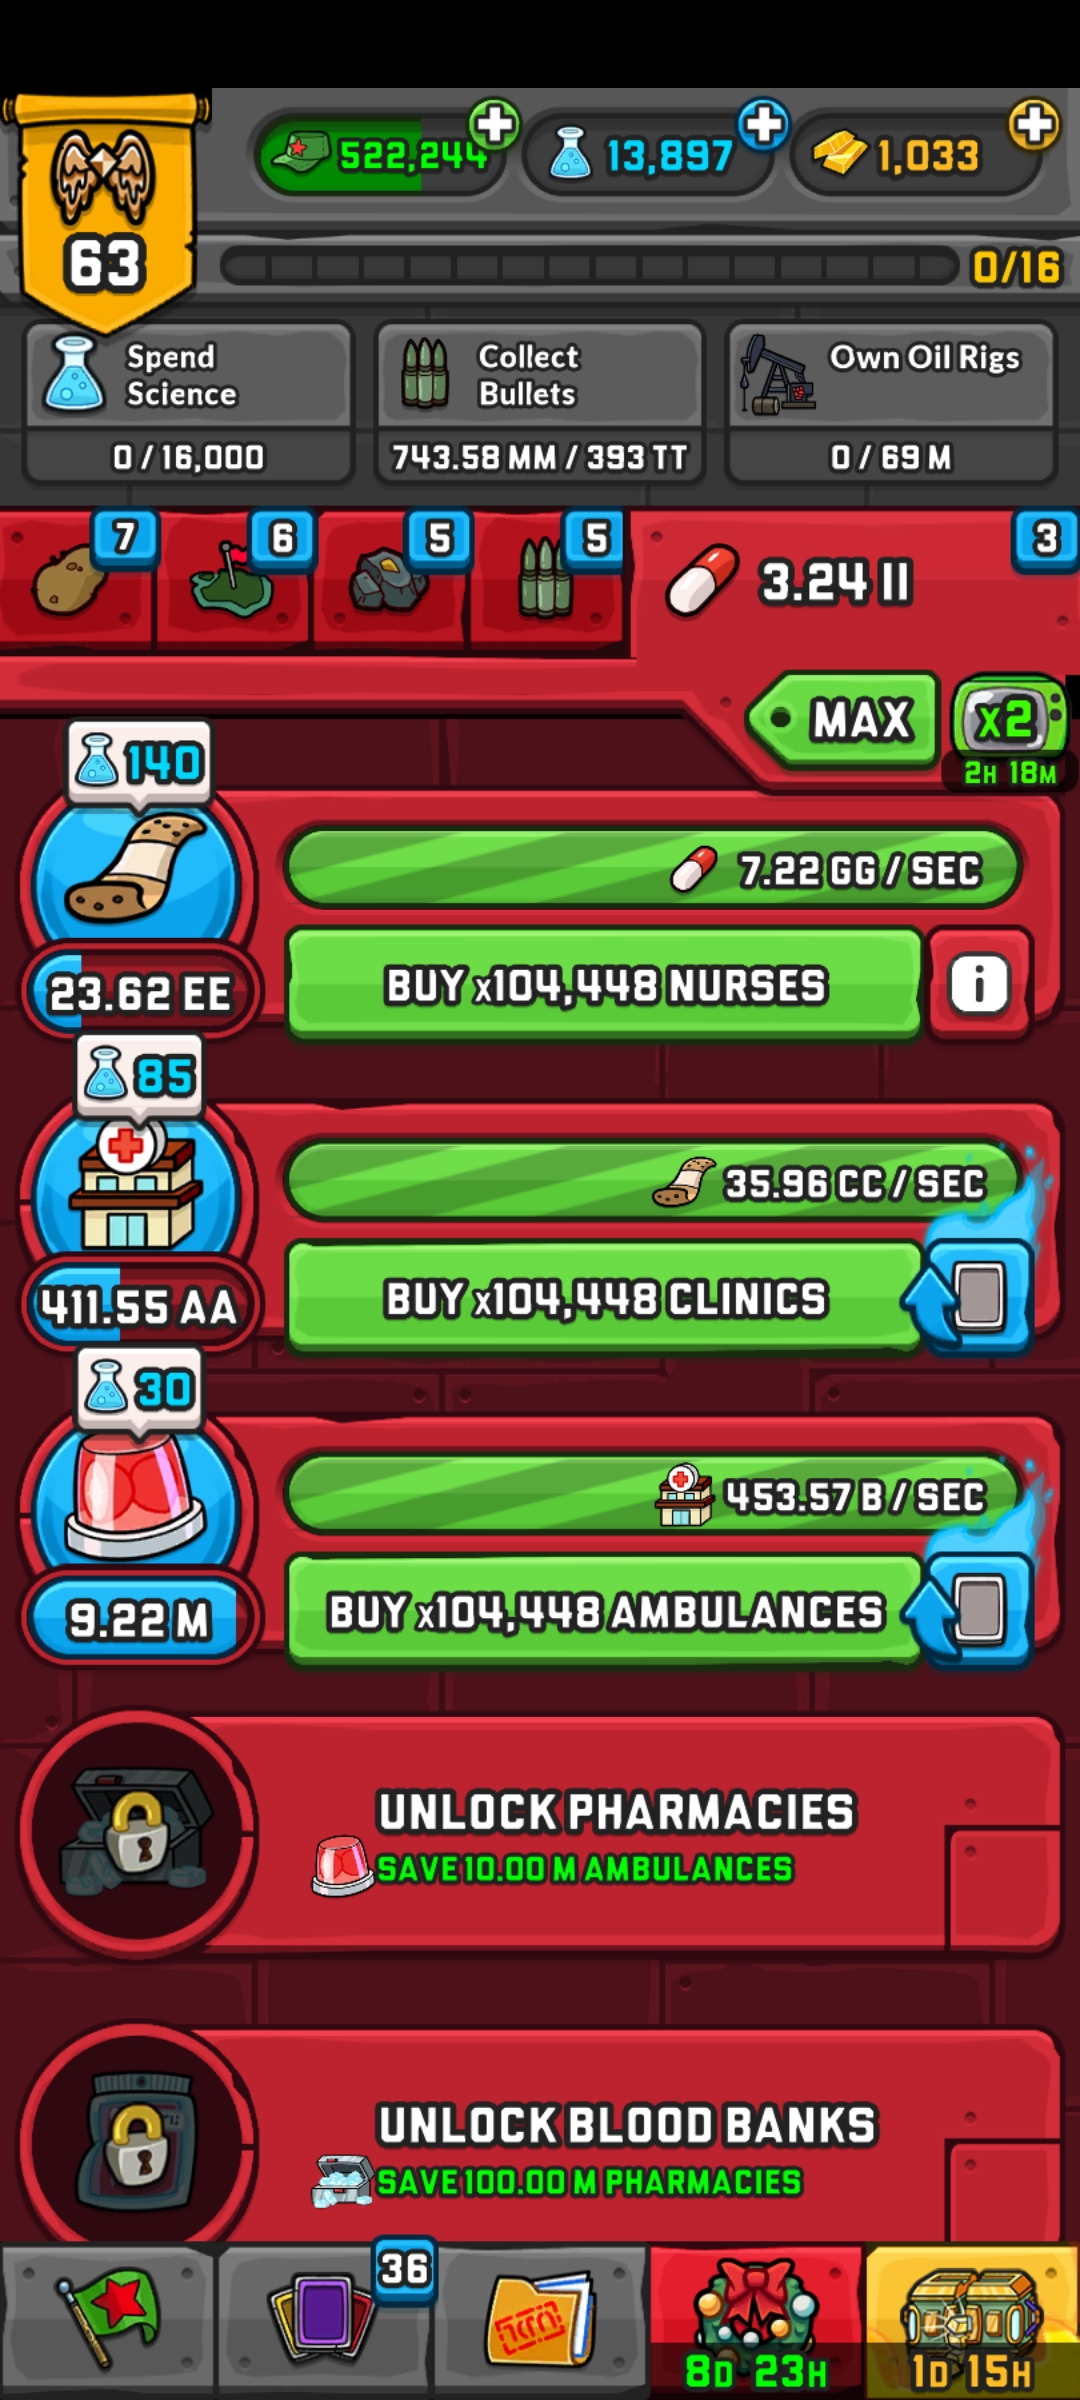 522,244
13,897
1,033
63
0/16
Spend
Science
0 / 16,000
Collect
Bullets
743.58 MM / 393 TT
Own Oil Rigs
0 / 69 M
7
6
5
5
3.24 II
3
MAX
x2
2H 18M
140
7.22 GG / SEC
23.62 EE
BUY x104,448 NURSES
i
85
35.96 CC / SEC
411.55 AA
BUY x104,448 CLINICS
30
453.57 B / SEC
9.22 M
BUY x104,448 AMBULANCES
UNLOCK PHARMACIES
SAVE 10.00 M AMBULANCES
UNLOCK BLOOD BANKS
SAVE 100.00 M PHARMACIES
36
8D 23H
1D 15H